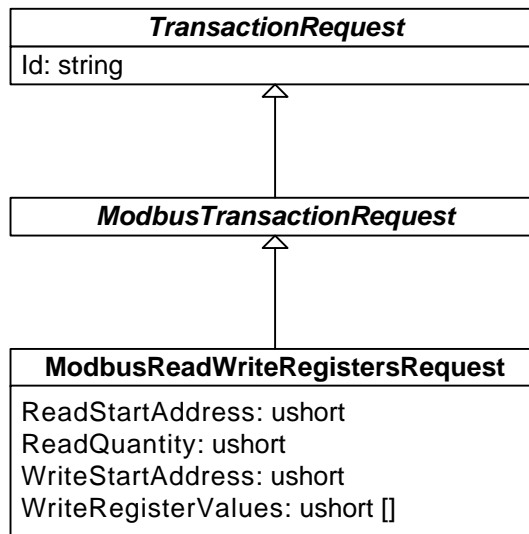 TransactionRequest
Id: string
ModbusTransactionRequest
ModbusReadWriteRegistersRequest
ReadStartAddress: ushort
ReadQuantity: ushort
WriteStartAddress: ushort
WriteRegisterValues: ushort []